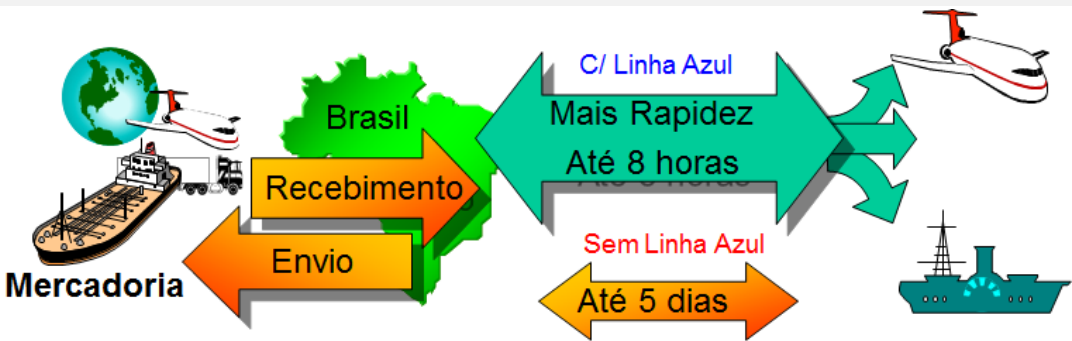 C/ Linha Azul
Brasil
Mais Rapidez
Até 8 horas
Recebimento
Envio
Mercadoria
Sem Linha Azul
Até 5 dias